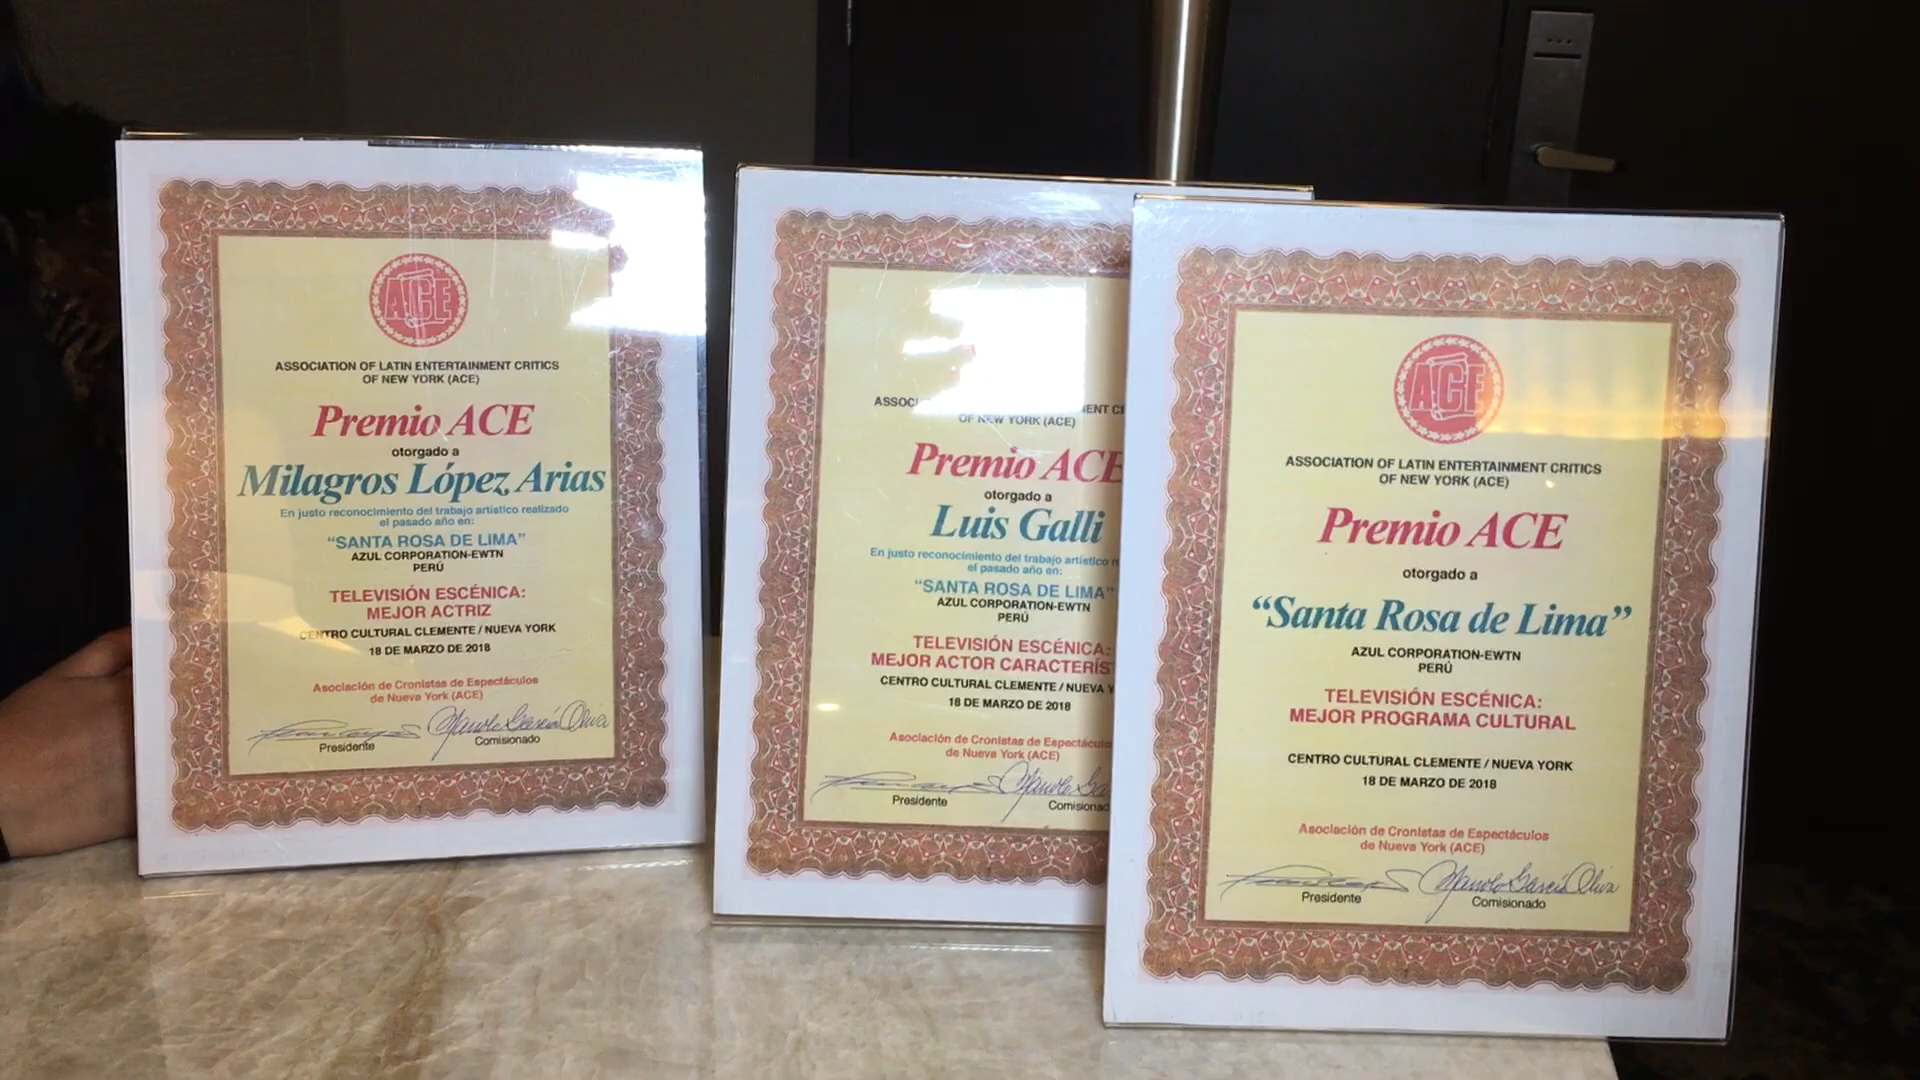 ACE
ASSOCIATION OF LATIN ENTERTAINMENT CRITICS
OF NEW YORK (ACE)
Premio ACE
otorgado a
Milagros López Arias
En justo reconocimiento del trabajo artístico realizado
el pasado año en:
“SANTA ROSA DE LIMA”
AZUL CORPORATION-EWTN
PERÚ
TELEVISIÓN ESCÉNICA:
MEJOR ACTRIZ
CENTRO CULTURAL CLEMENTE / NUEVA YORK
18 DE MARZO DE 2018
Asociación de Cronistas de Espectáculos
de Nueva York (ACE)
Manolo García Oliva
Presidente Comisionado
OF NEW YORK (ACE)
Premio ACE
otorgado a
Luis Galli
En justo reconocimiento del trabajo artístico
el pasado año en:
“SANTA ROSA DE LIMA”
AZUL CORPORATION-EWTN
PERÚ
TELEVISIÓN ESCÉNICA:
MEJOR ACTOR
CENTRO CULTURAL CLEMENTE / NUEVA Y
18 DE MARZO DE 2018
Asociación de Cronistas de
de Nueva York (ACE)
Manolo
Presidente
ACE
ASSOCIATION OF LATIN ENTERTAINMENT CRITICS
OF NEW YORK (ACE)
Premio ACE
otorgado a
“Santa Rosa de Lima”
AZUL CORPORATION-EWTN
PERÚ
TELEVISIÓN ESCÉNICA:
MEJOR PROGRAMA CULTURAL
CENTRO CULTURAL CLEMENTE / NUEVA YORK
18 DE MARZO DE 2018
Asociación de Cronistas de Espectáculos
de Nueva York (ACE)
Manolo García Oliva
Presidente Comisionado